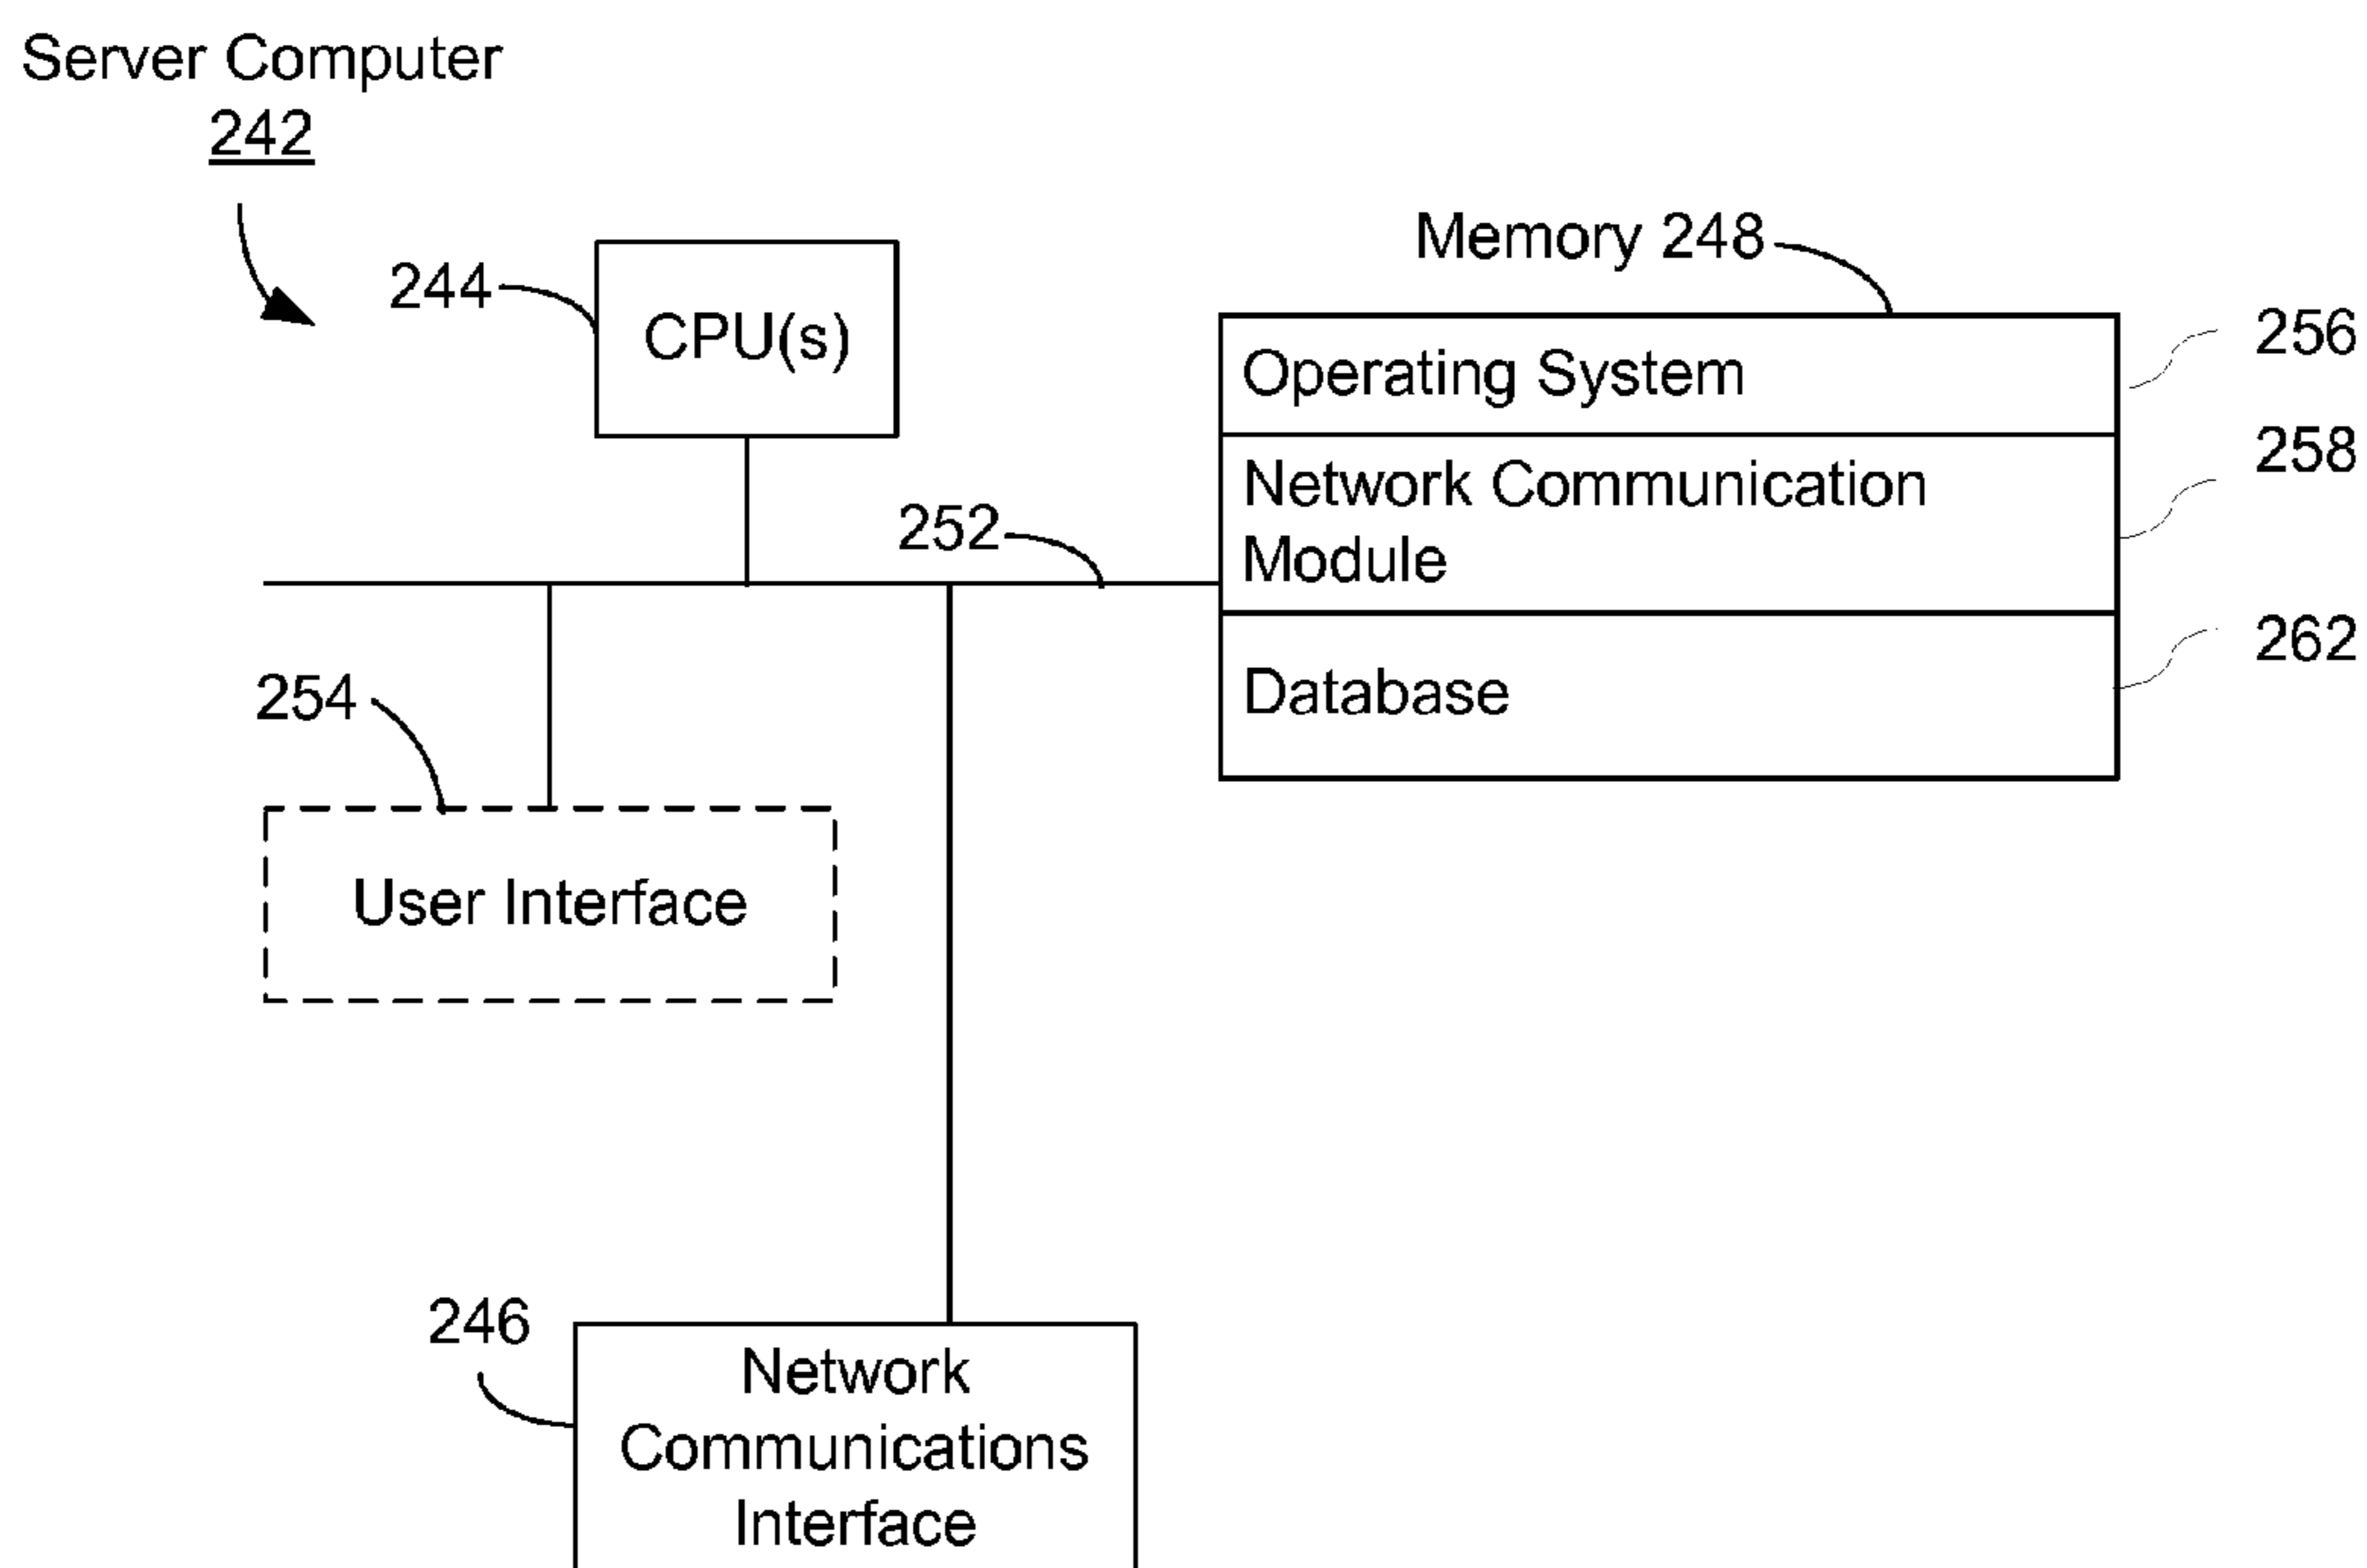 Server Computer
242
Memory 248
244
CPU(s)
256
Operating System
258
Network Communication
Module
252
262
Database
254
User Interface
246
Network
Communications
Interface